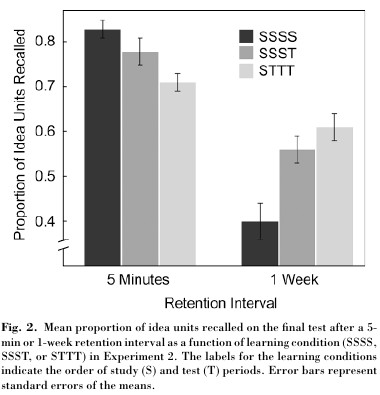 Proportion of Idea Units Recalled
0.8
0.7
0.6
0.5
0.4
SSSS
SSST
STTT
5 Minutes
1 Week
Retention Interval
Fig. 2. Mean proportion of idea units recalled on the final test after a 5-
min or 1-week retention interval as a function of learning condition (SSSS,
SSST, or STTT) in Experiment 2. The labels for the learning conditions
indicate the order of study (S) and test (T) periods. Error bars represent
standard errors of the means.